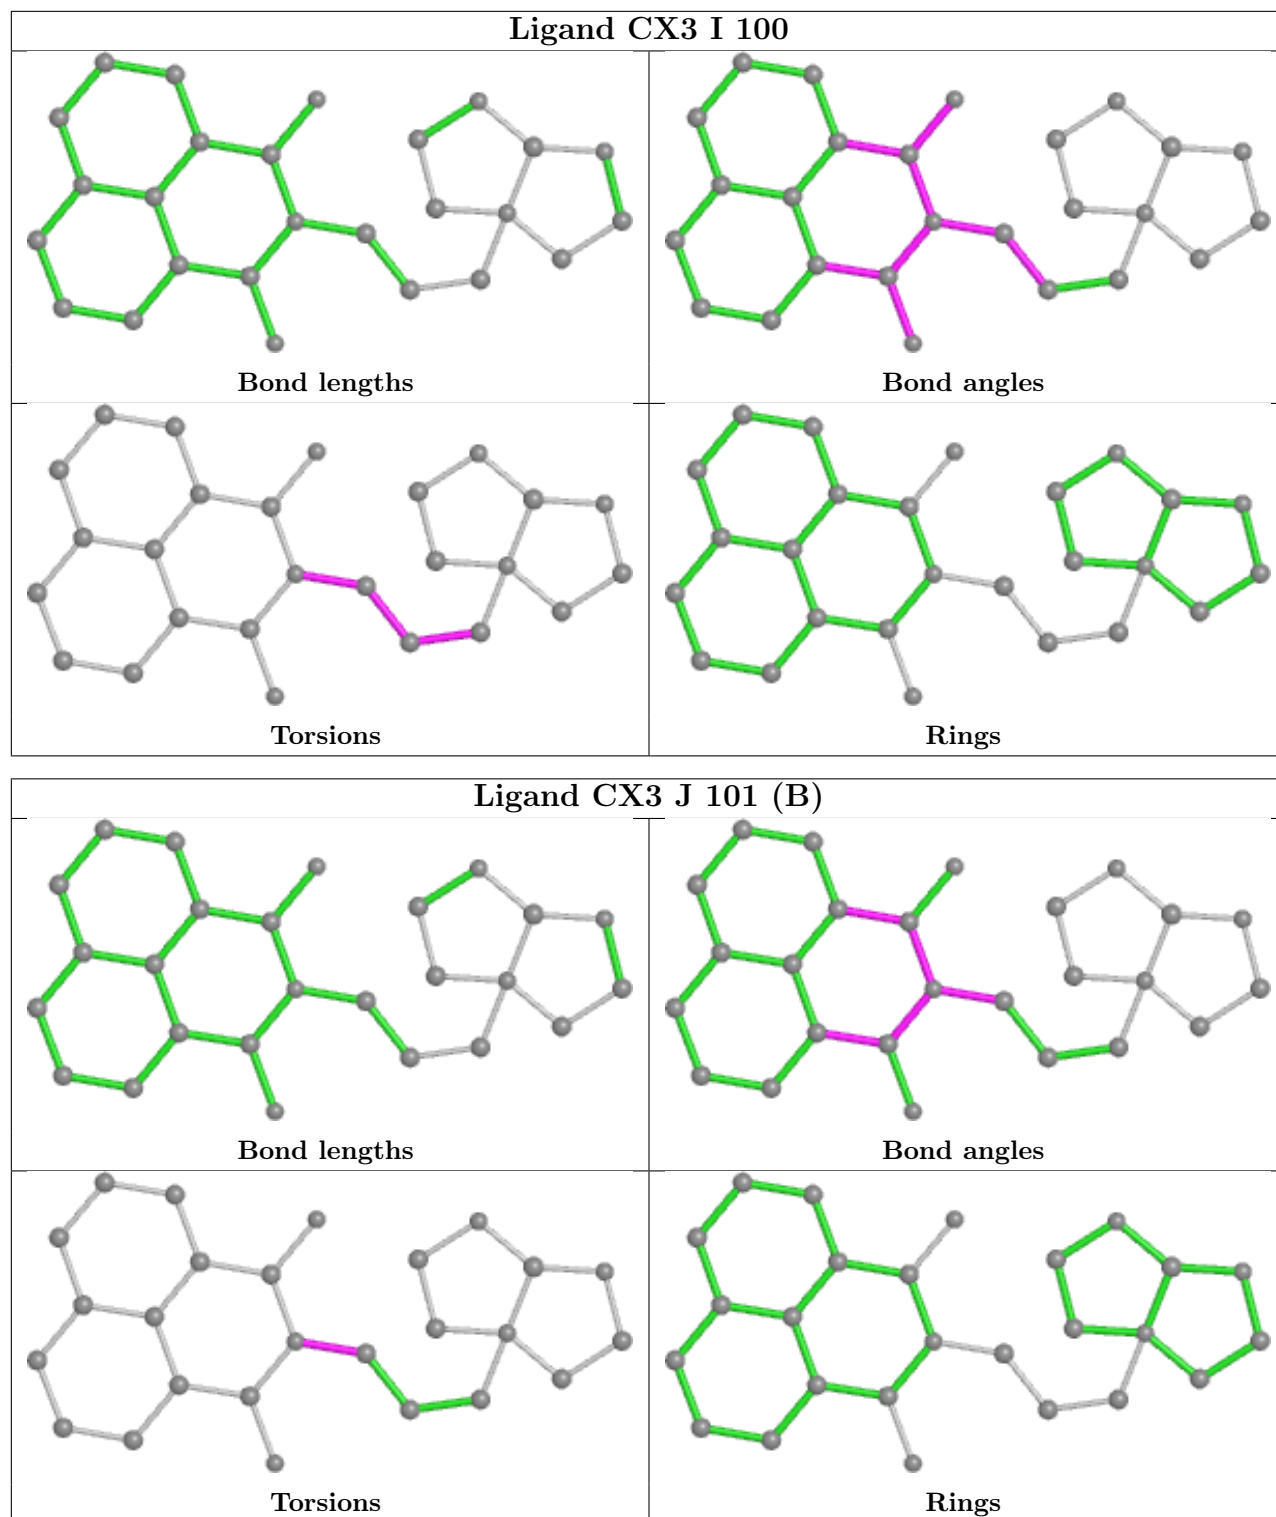 Ligand CX3 I 100
Bond lengths
Bond angles
Torsions
Rings
Ligand CX3 J 101 (B)
Bond lengths
Bond angles
Torsions
Rings